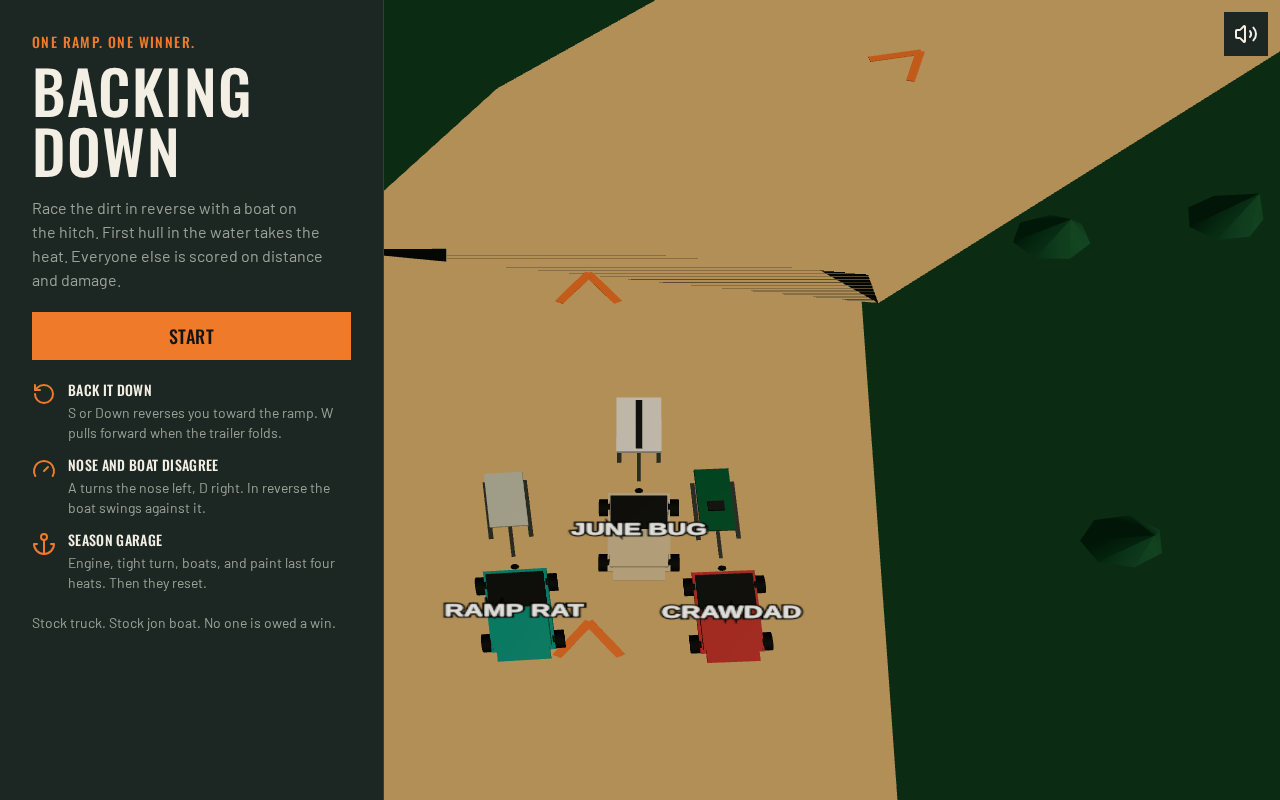 ONE RAMP. ONE WINNER.
BACKING
DOWN
Race the dirt in reverse with a boat on
the hitch. First hull in the water takes the
heat. Everyone else is scored on distance
and damage.
START
BACK IT DOWN
S or Down reverses you toward the ramp. W
pulls forward when the trailer folds.
NOSE AND BOAT DISAGREE
A turns the nose left, D right. In reverse the
boat swings against it.
SEASON GARAGE
Engine, tight turn, boats, and paint last four
heats. Then they reset.
Stock truck. Stock jon boat. No one is owed a win.
JUNE BUG
RAMP RAT
CRAWDAD